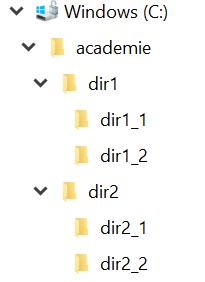 Windows (C:)
academie
dir1
dir1_1
dir1_2
dir2
dir2_1
dir2_2